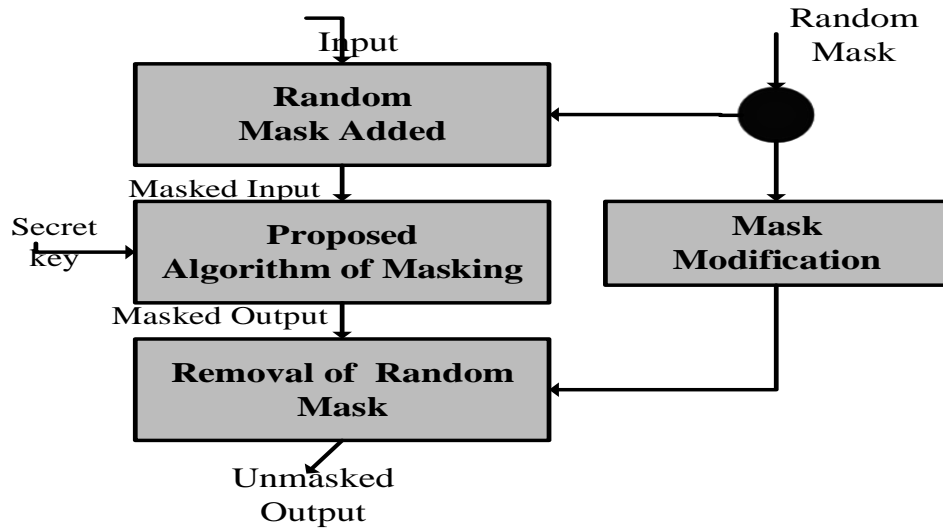 Input
Random
Mask
Random
Mask Added
Masked Input
Secret
key
Proposed
Algorithm of Masking
Mask
Modification
Masked Output
Removal of Random
Mask
Unmasked
Output